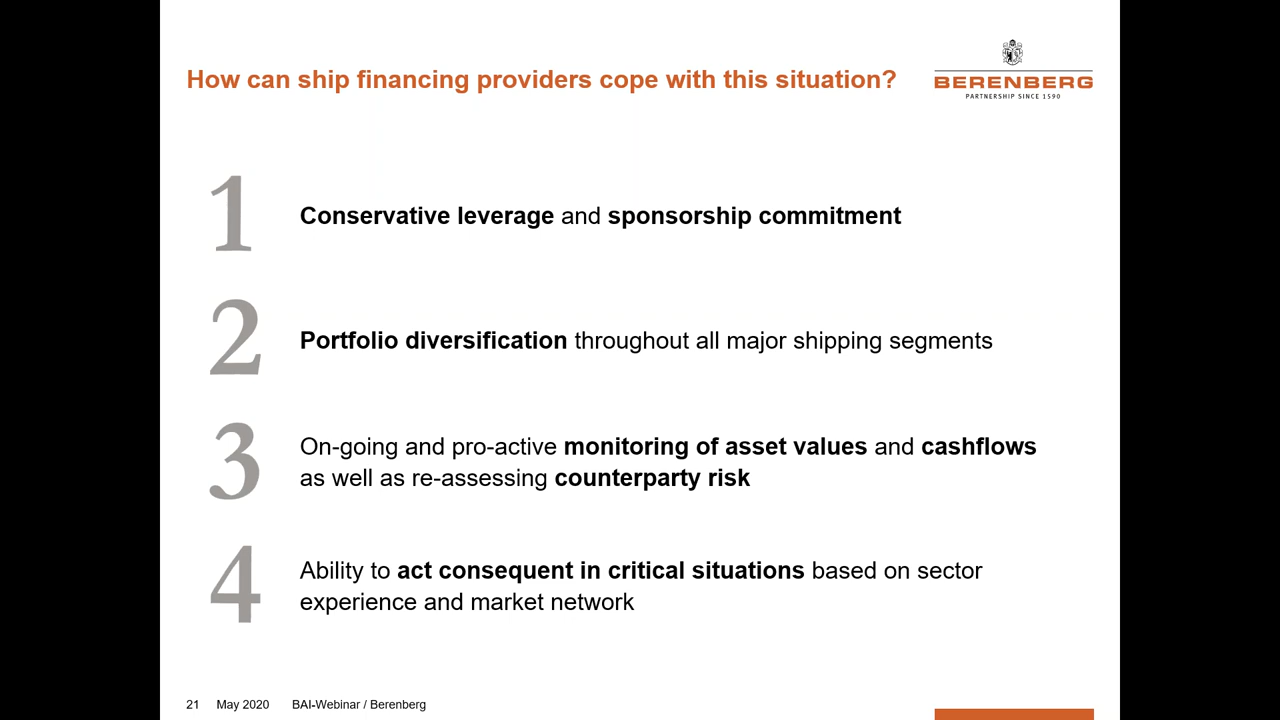 How can ship financing providers cope with this situation?
BERENBERG
PARTNERSHIP SINCE 1590
1
Conservative leverage and sponsorship commitment
2
Portfolio diversification throughout all major shipping segments
3
On-going and pro-active monitoring of asset values and cashflows
as well as re-assessing counterparty risk
4
Ability to act consequent in critical situations based on sector
experience and market network
21 May 2020 BAI-Webinar / Berenberg